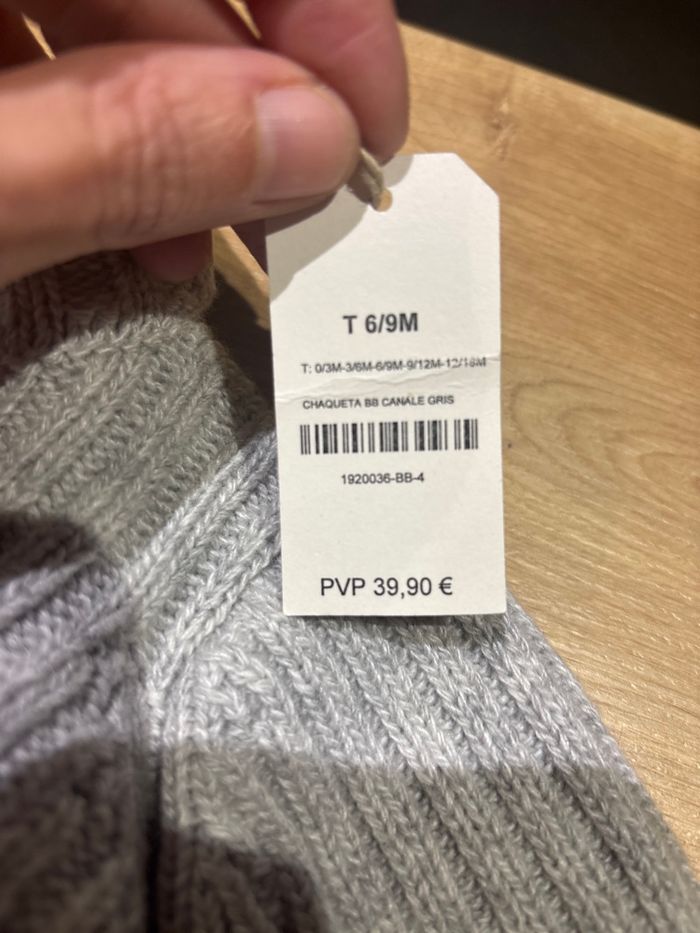 T 6/9M
T: 0/3M-3/6M-6/9M-9/12M-12/18M
CHAQUETA BB CANALE GRIS
1920036-BB-4
PVP 39,90 €